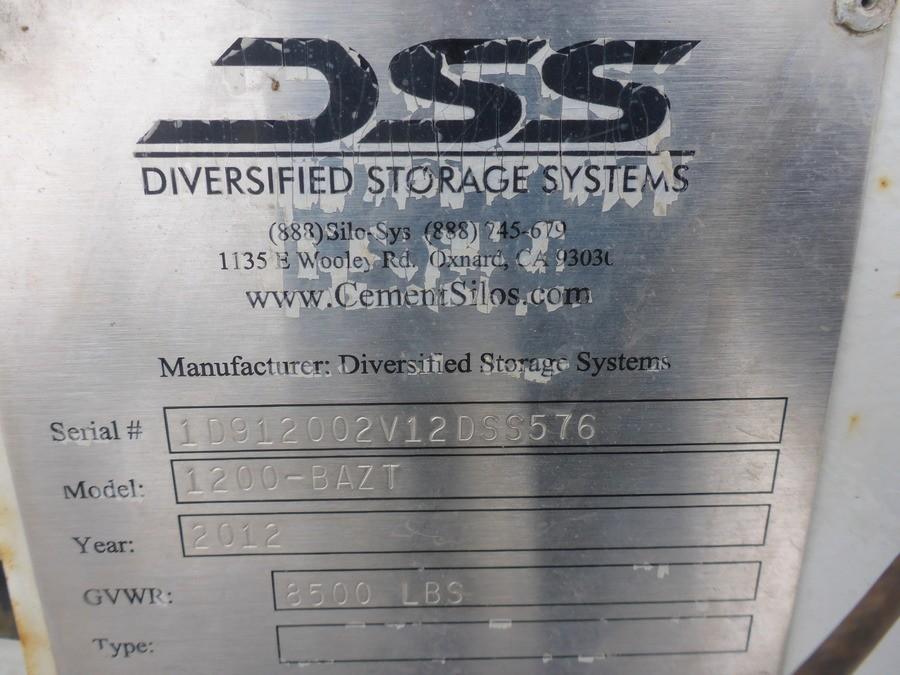 DSS
DIVERSIFIED STORAGE SYSTEMS
(888)Silo-Sys (888) 745-679
1135 E Wooley Rd. Oxnard, CA 9303
www.CementSilos.com
Manufacturer: Diversified Storage Systems
Serial # 1D912002V12DSS576
Model: 1200-BAZT
Year: 2012
GVWR: 8500 LBS
Type: